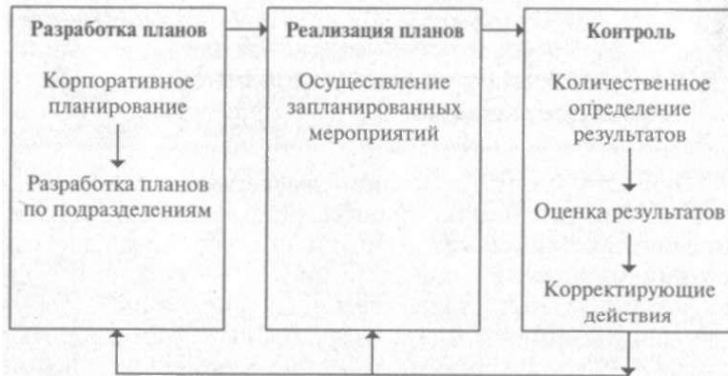 Разработка планов
Корпоративное
планирование
Разработка планов
по подразделениям
Реализация планов
Осуществление
запланированных
мероприятий
Контроль
Количественное
определение
результатов
Оценка результатов
Корректирующие
действия